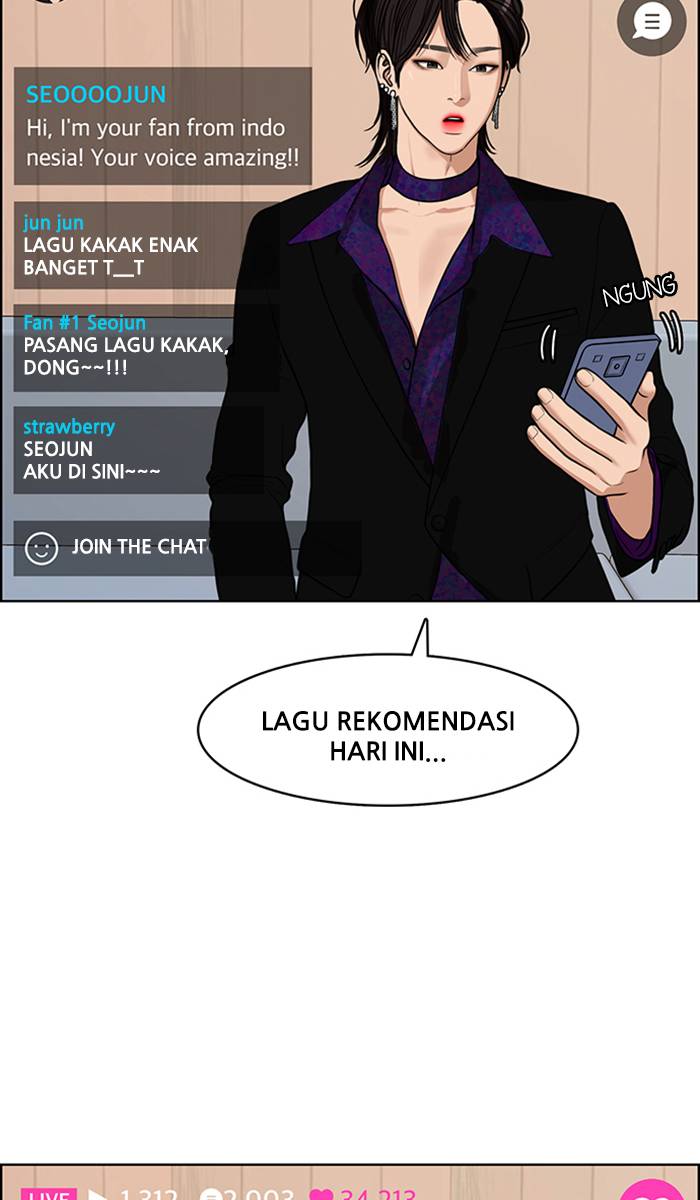 SEOOOOJUN
Hi, I'm your fan from indo
nesia! Your voice amazing!!
jun jun
LAGU KAKAK ENAK
BANGET T__T
Fan #1 Seojun
PASANG LAGU KAKAK,
DONG~~!!!
strawberry
SEOJUN
AKU DI SINI~~~
JOIN THE CHAT
NGUNG
LAGU REKOMENDASI
HARI INI...
LIVE 1,312 2,003 34,213